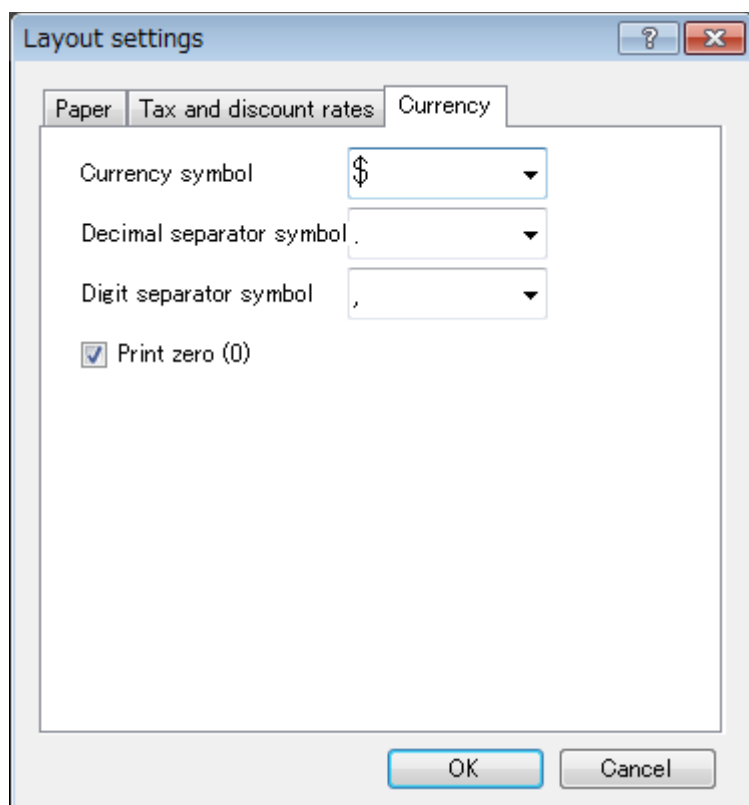 Layout settings
Paper Tax and discount rates Currency
Currency symbol $
Decimal separator symbol .
Digit separator symbol ,
Print zero (0)
OK Cancel